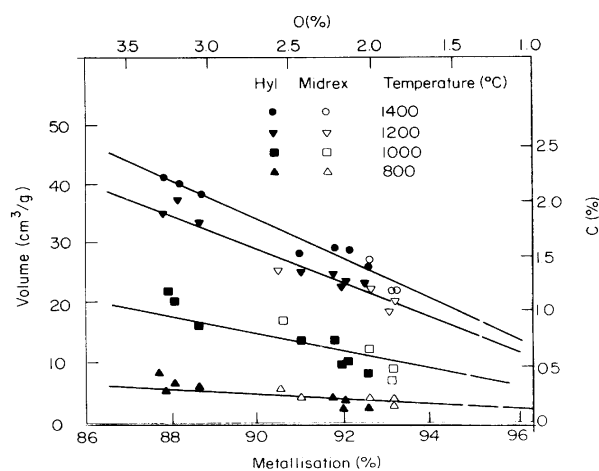 O(%)
3.5 3.0 2.5 2.0 1.5 1.0
Hyl Midrex Temperature (°C)
1400
1200
1000
800
50
40
30
20
10
0
Volume (cm³/g)
2.5
2.0
1.5
1.0
0.5
0
C (%)
86 88 90 92 94 96
Metallisation (%)